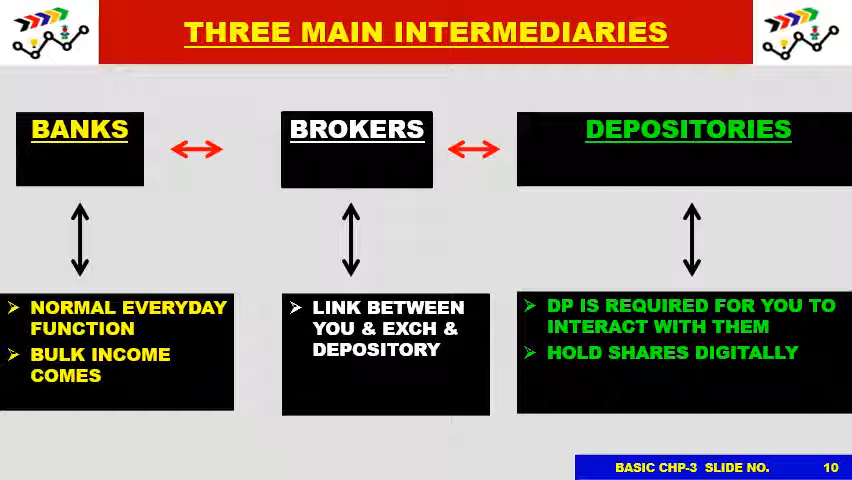 THREE MAIN INTERMEDIARIES
BANKS
BROKERS
DEPOSITORIES
NORMAL EVERYDAY
FUNCTION
BULK INCOME
COMES
LINK BETWEEN
YOU & EXCH &
DEPOSITORY
DP IS REQUIRED FOR YOU TO
INTERACT WITH THEM
HOLD SHARES DIGITALLY
BASIC CHP-3 SLIDE NO. 10